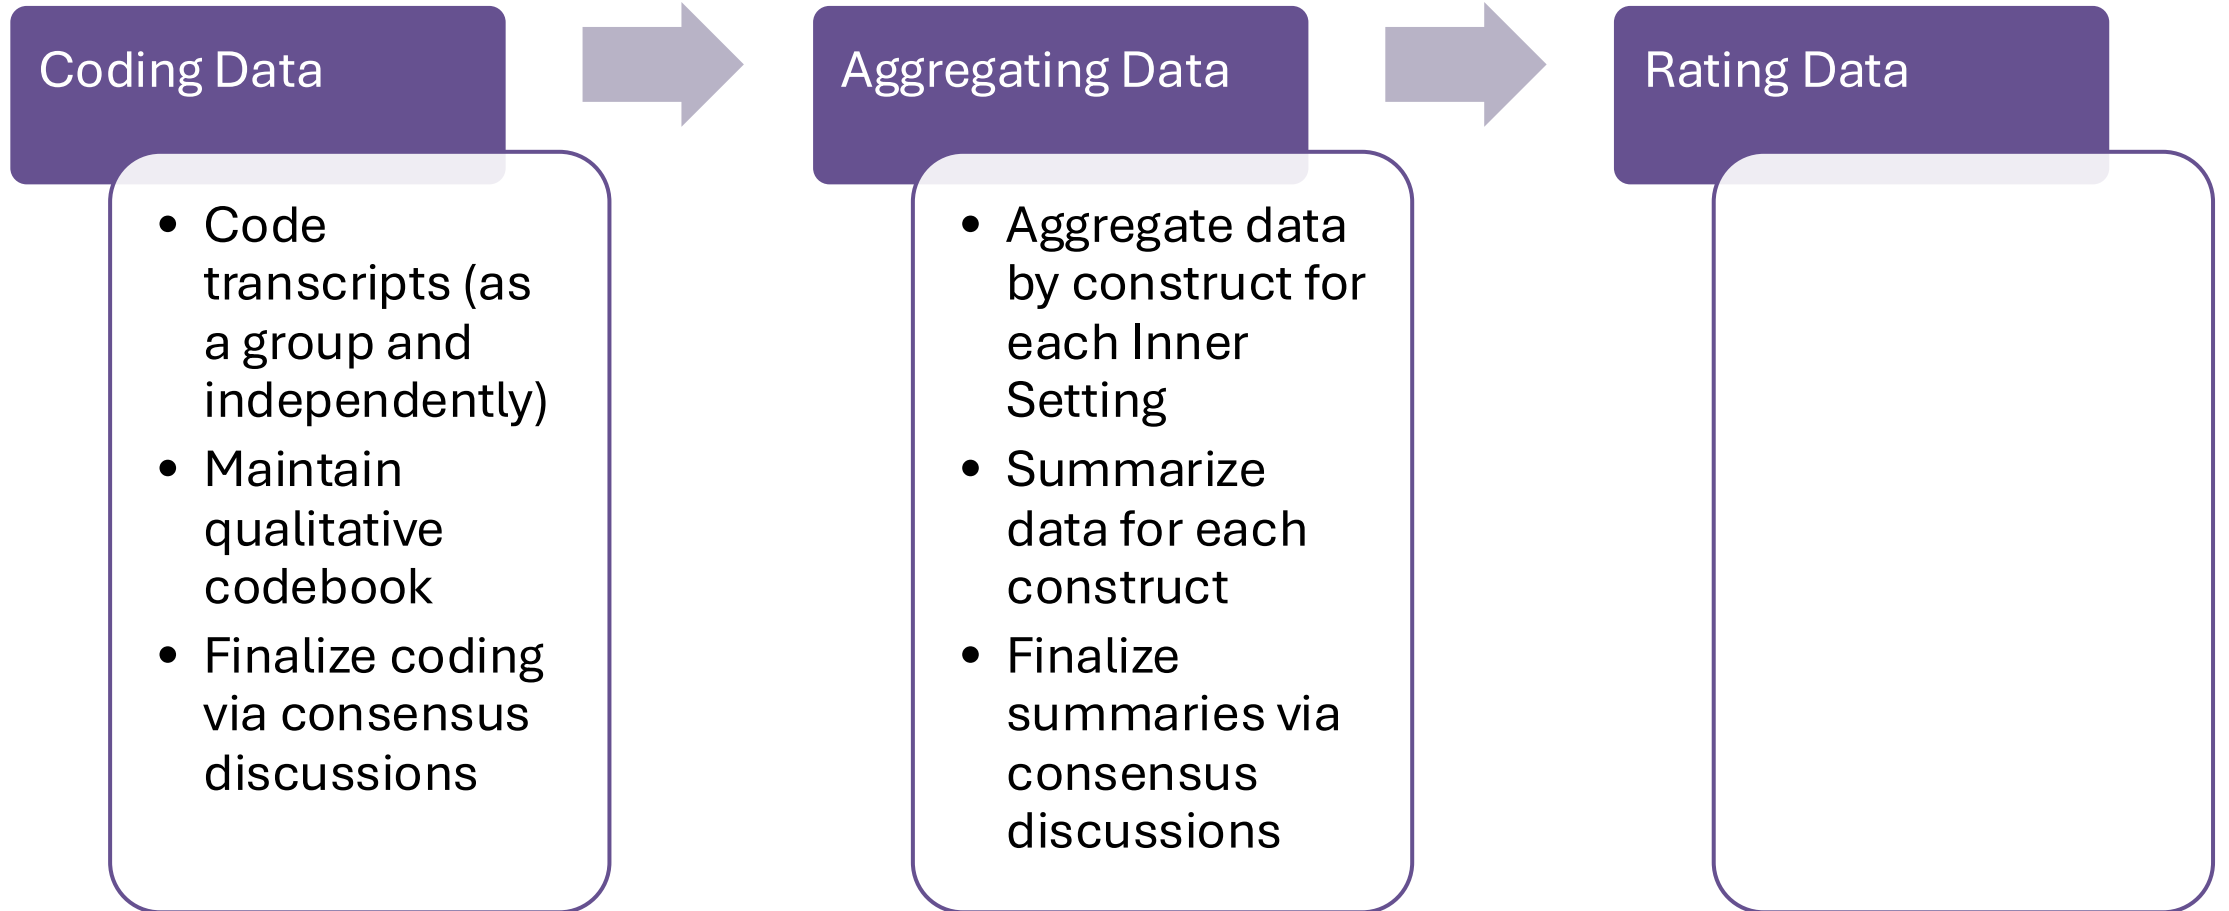 Coding Data
• Code
transcripts (as
a group and
independently)
• Maintain
qualitative
codebook
• Finalize coding
via consensus
discussions
Aggregating Data
• Aggregate data
by construct for
each Inner
Setting
• Summarize
data for each
construct
• Finalize
summaries via
consensus
discussions
Rating Data